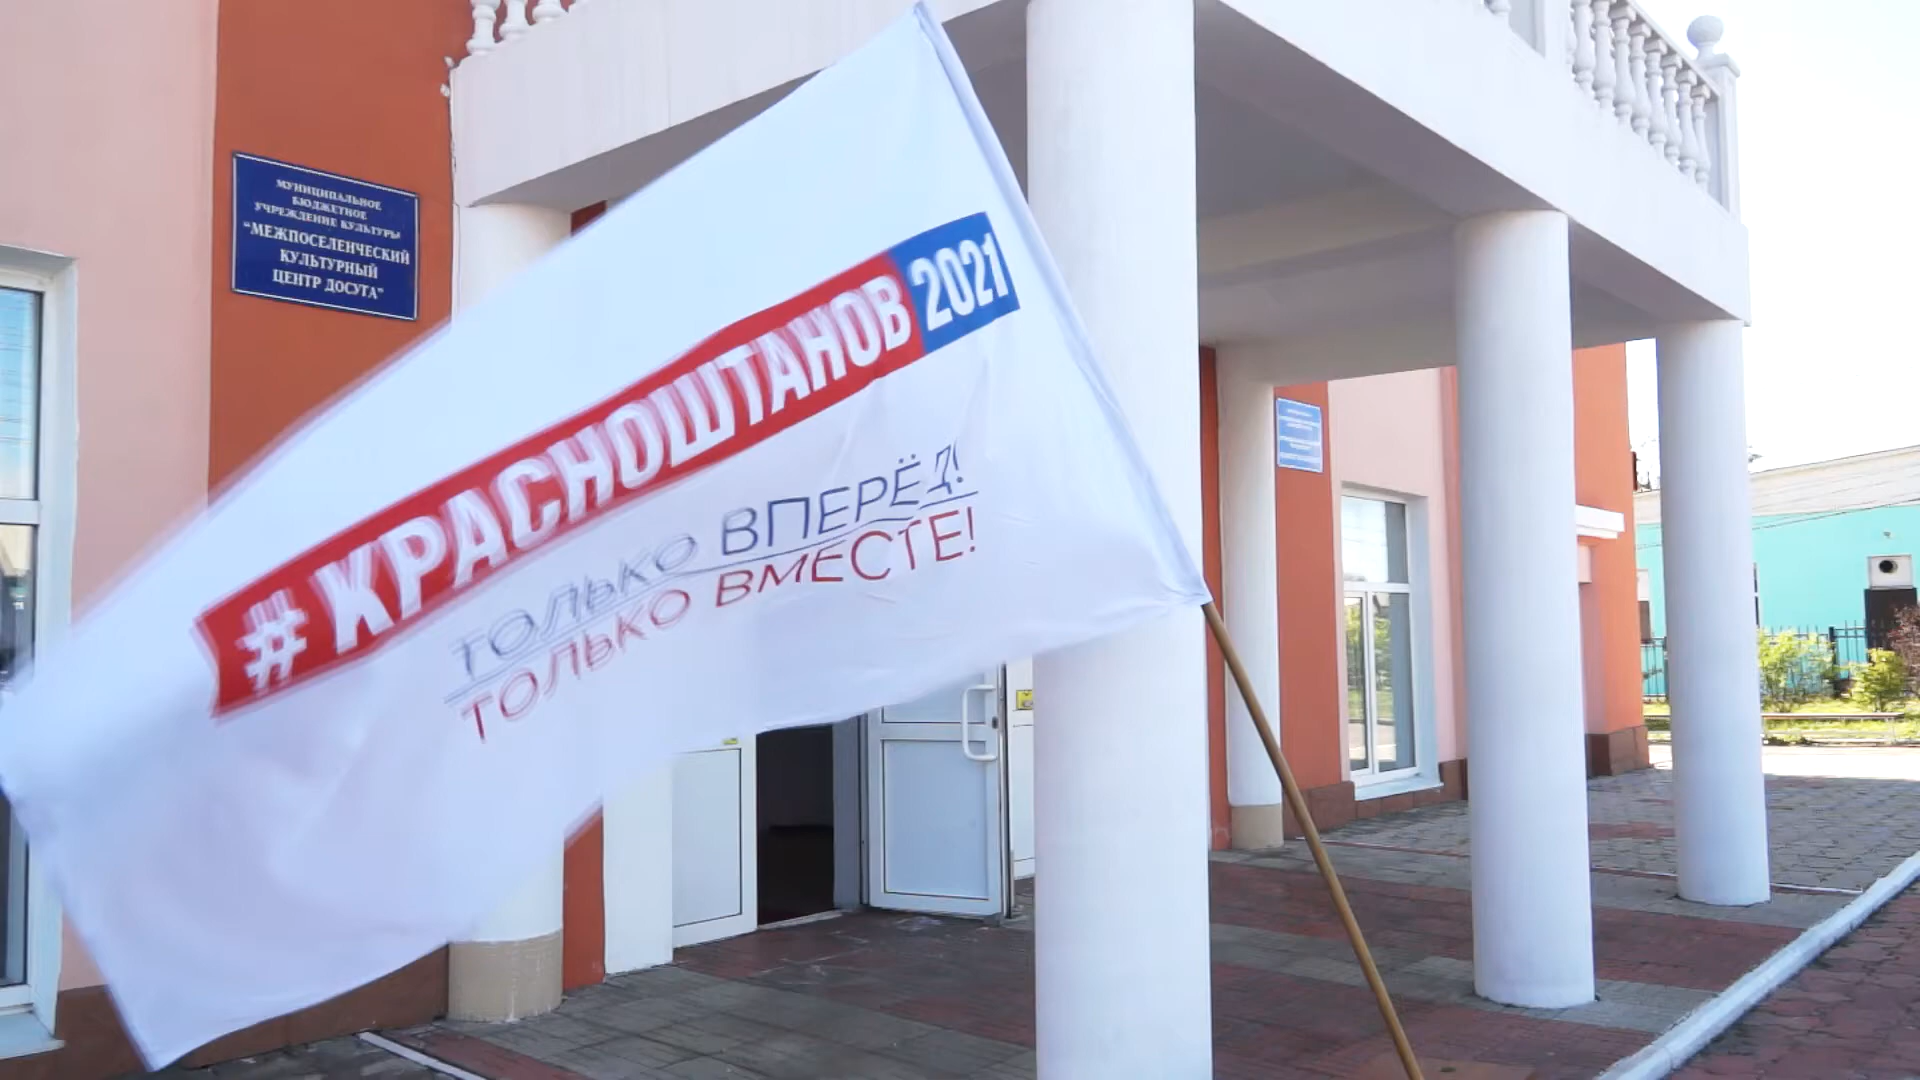 МУНИЦИПАЛЬНОЕ
БЮДЖЕТНОЕ
УЧРЕЖДЕНИЕ КУЛЬТУРЫ
"МЕЖПОСЕЛЕНЧЕСКИЙ
КУЛЬТУРНЫЙ
ЦЕНТР ДОСУГА"
#КРАСНОШТАНОВ 2021
ТОЛЬКО ВПЕРЁД!
ТОЛЬКО ВМЕСТЕ!